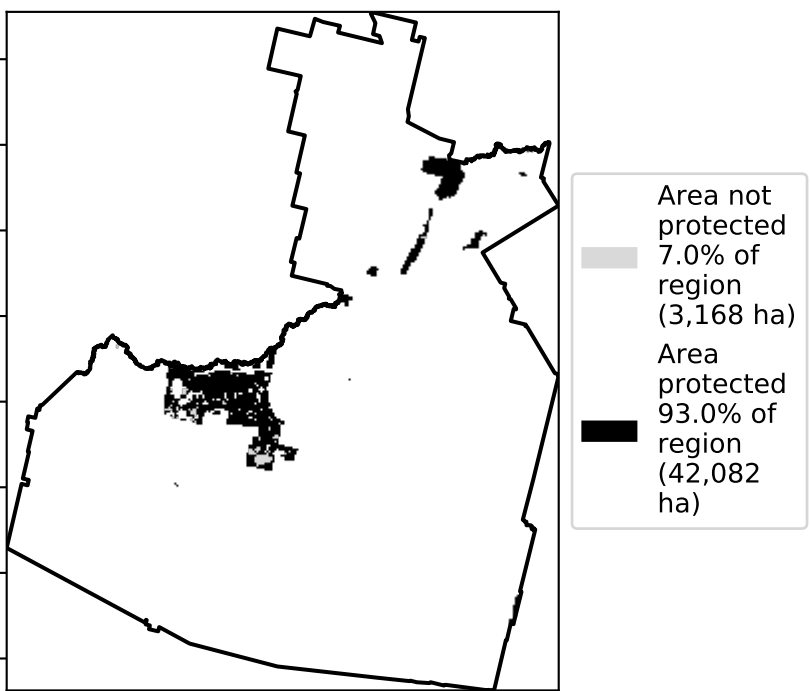 Area not
protected
7.0% of
region
(3,168 ha)
Area
protected
93.0% of
region
(42,082
ha)